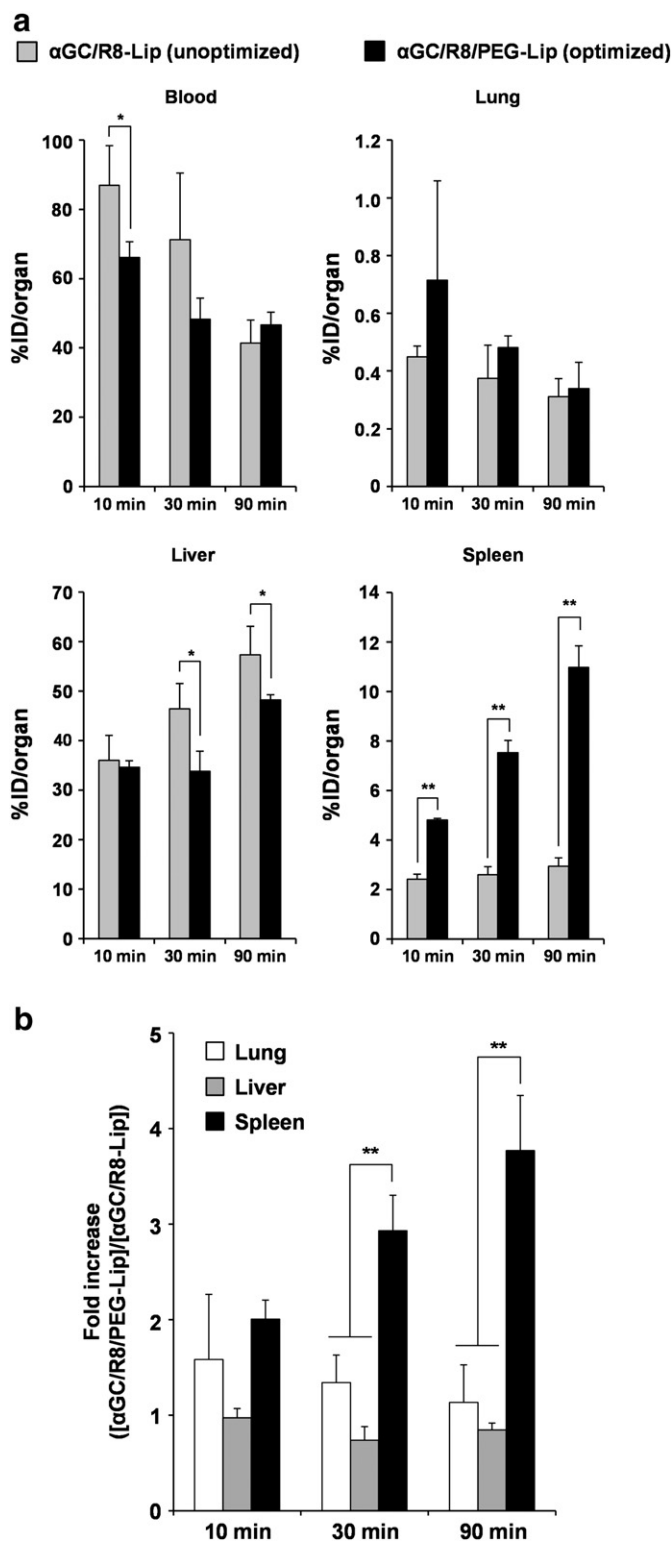 a
αGC/R8-Lip (unoptimized) αGC/R8/PEG-Lip (optimized)
Blood
%ID/organ
100
80
60
40
20
0
*
10 min 30 min 90 min
Lung
%ID/organ
1.2
1.0
0.8
0.6
0.4
0.2
0
10 min 30 min 90 min
Liver
%ID/organ
70
60
50
40
30
20
10
0
*
*
10 min 30 min 90 min
Spleen
%ID/organ
14
12
10
8
6
4
2
0
**
**
**
10 min 30 min 90 min
b
Fold increase
([αGC/R8/PEG-Lip]/[αGC/R8-Lip])
5
4
3
2
1
0
Lung
Liver
Spleen
**
**
10 min 30 min 90 min